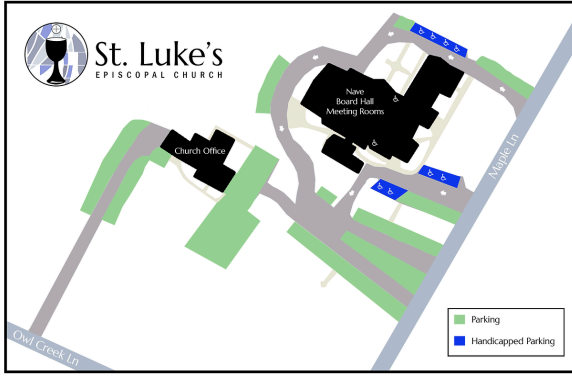 St. Luke's
EPISCOPAL CHURCH
Nave
Board Hall
Meeting Rooms
Church Office
Maple Ln
Owl Creek Ln
Parking
Handicapped Parking